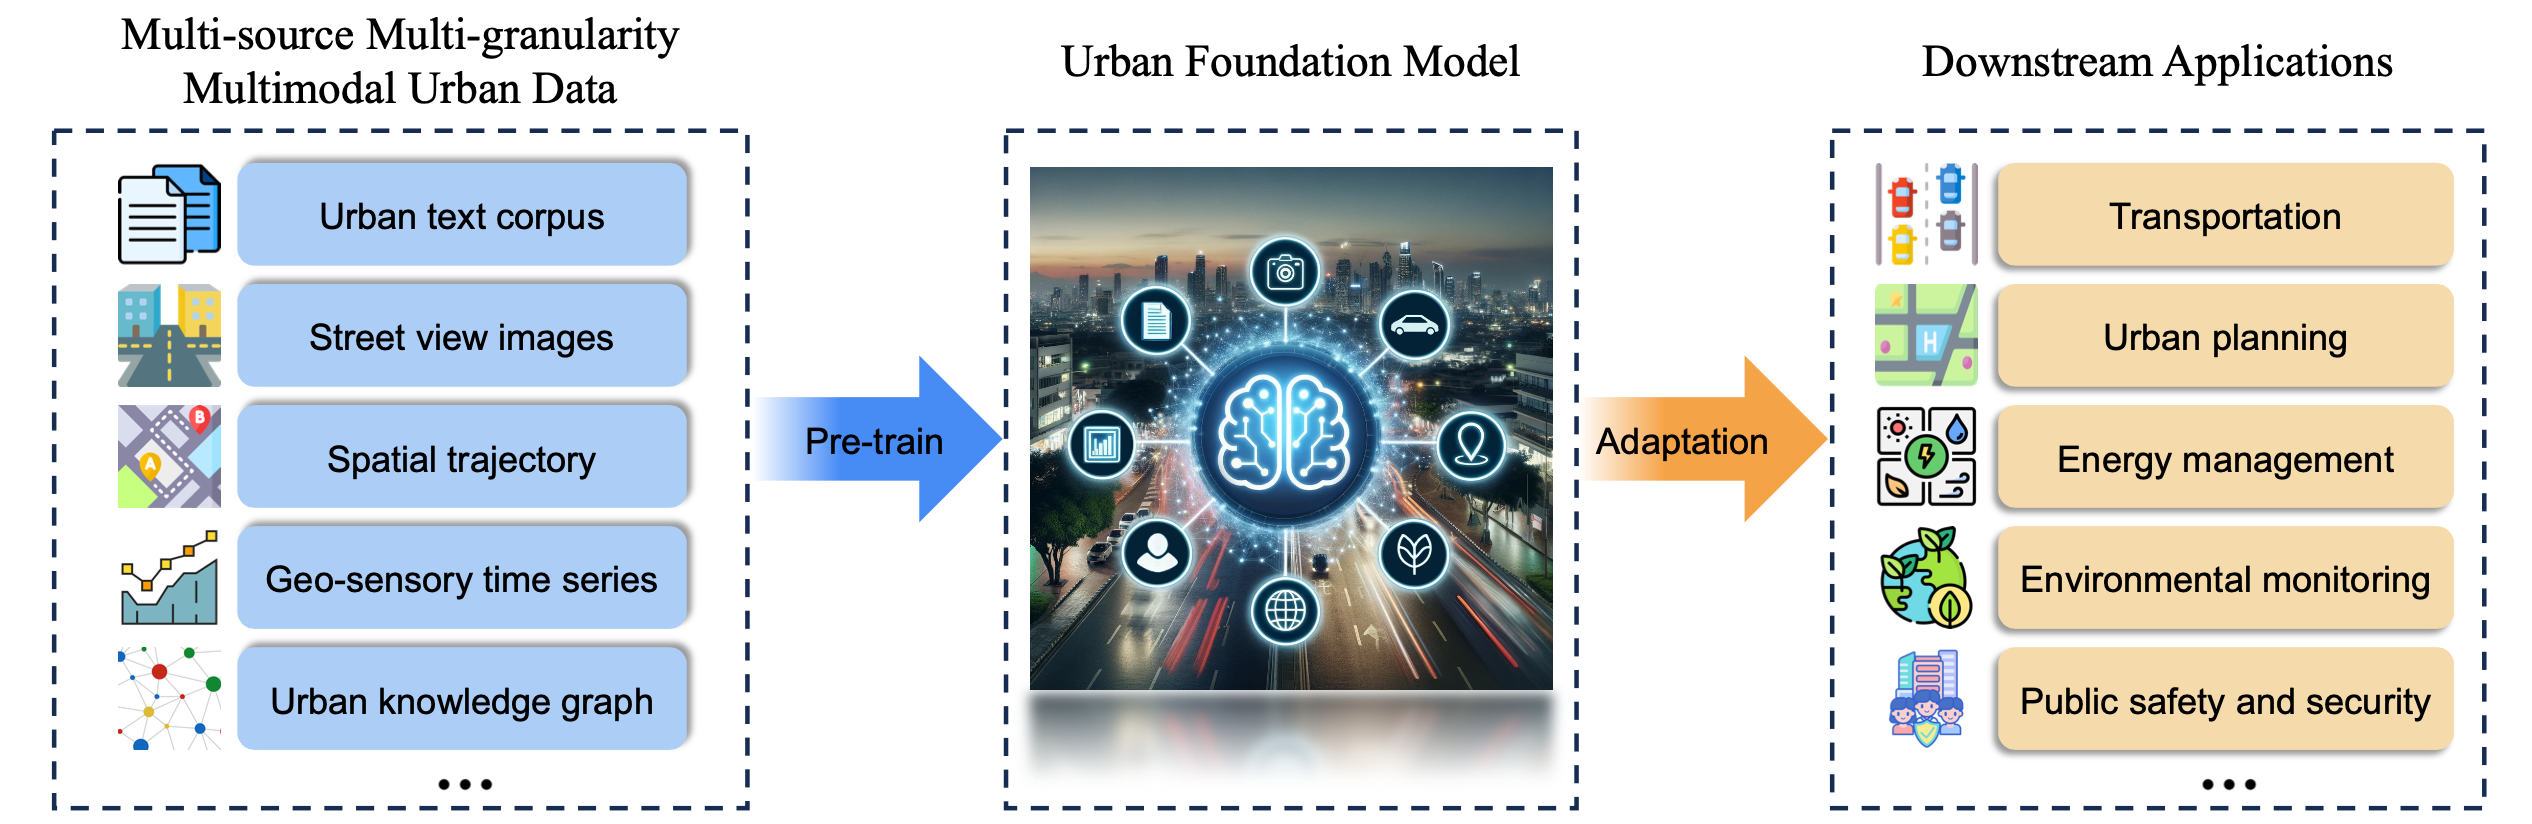 Multi-source Multi-granularity
Multimodal Urban Data
Urban text corpus
Street view images
Spatial trajectory
B
A
Geo-sensory time series
Urban knowledge graph
...
Pre-train
Urban Foundation Model
Adaptation
Downstream Applications
Transportation
Urban planning
H
Energy management
Environmental monitoring
Public safety and security
...